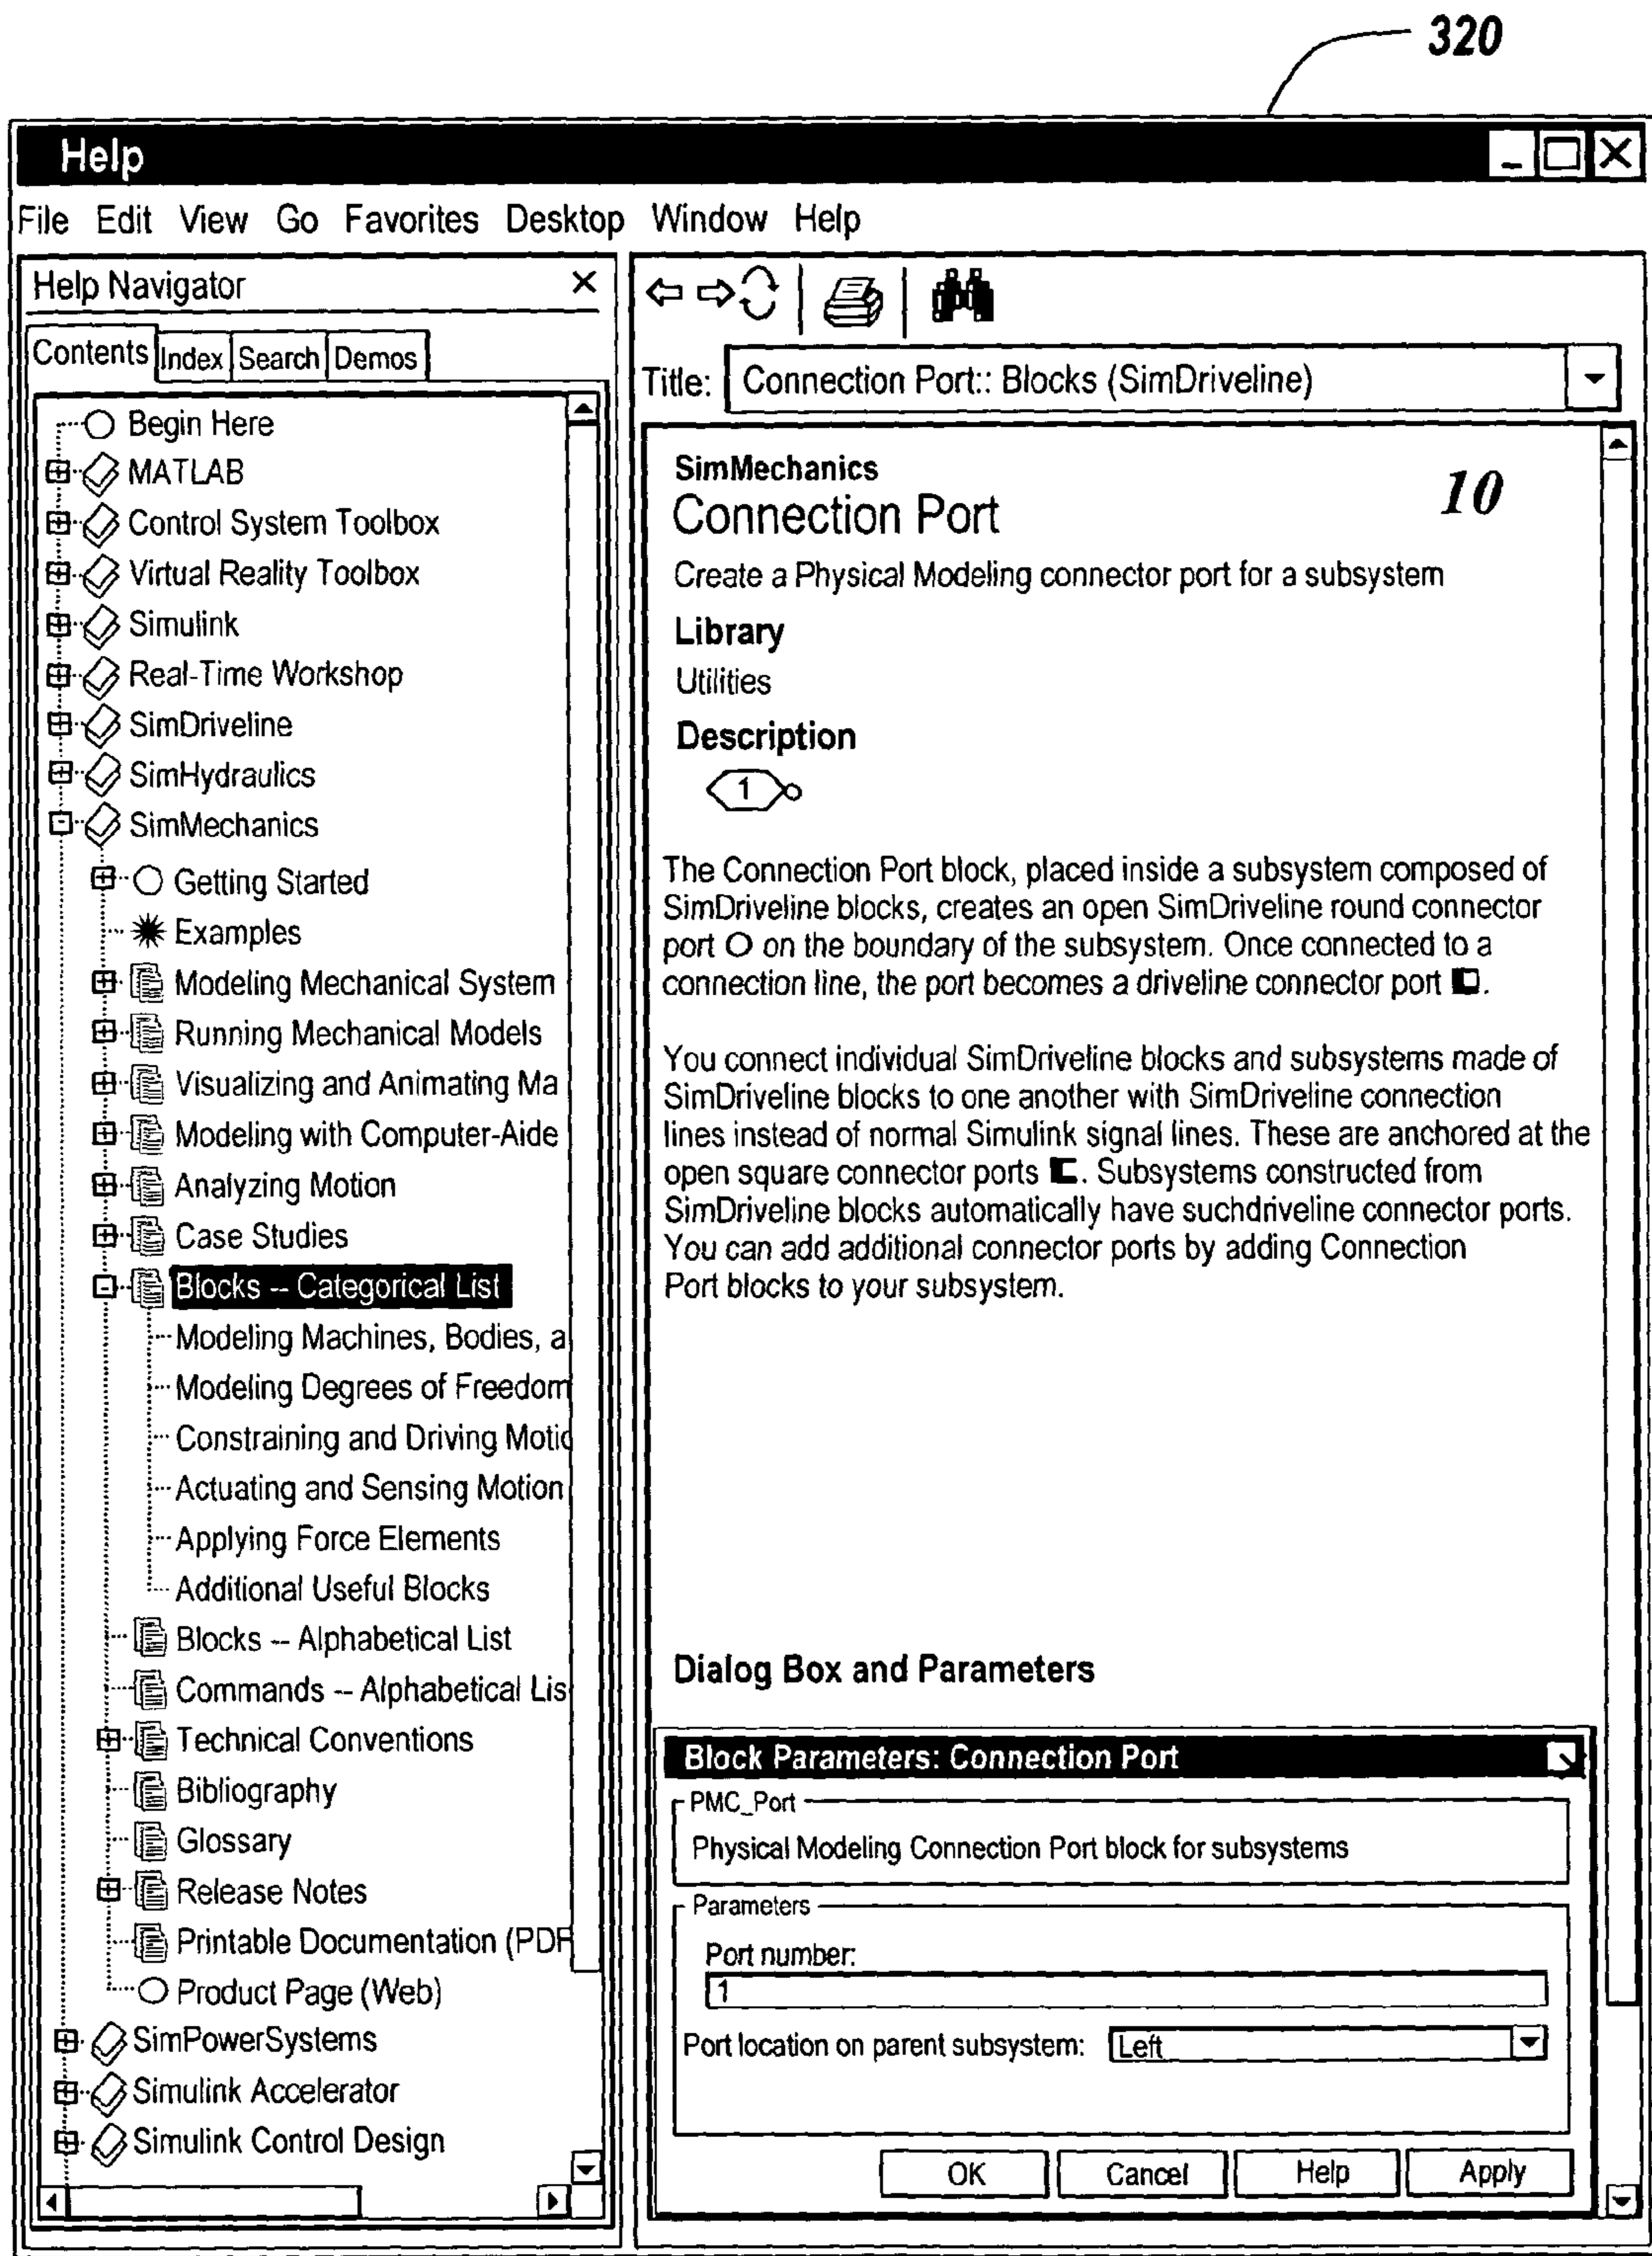 320
Help
File Edit View Go Favorites Desktop Window Help
Help Navigator
Contents Index Search Demos
Begin Here
MATLAB
Control System Toolbox
Virtual Reality Toolbox
Simulink
Real-Time Workshop
SimDriveline
SimHydraulics
SimMechanics
Getting Started
Examples
Modeling Mechanical System
Running Mechanical Models
Visualizing and Animating Ma
Modeling with Computer-Aide
Analyzing Motion
Case Studies
Blocks -- Categorical List
Modeling Machines, Bodies, a
Modeling Degrees of Freedom
Constraining and Driving Motio
Actuating and Sensing Motion
Applying Force Elements
Additional Useful Blocks
Blocks -- Alphabetical List
Commands -- Alphabetical Lis
Technical Conventions
Bibliography
Glossary
Release Notes
Printable Documentation (PDF
Product Page (Web)
SimPowerSystems
Simulink Accelerator
Simulink Control Design
Title: Connection Port:: Blocks (SimDriveline)
SimMechanics
10
Connection Port
Create a Physical Modeling connector port for a subsystem
Library
Utilities
Description
1
The Connection Port block, placed inside a subsystem composed of
SimDriveline blocks, creates an open SimDriveline round connector
port O on the boundary of the subsystem. Once connected to a
connection line, the port becomes a driveline connector port .
You connect individual SimDriveline blocks and subsystems made of
SimDriveline blocks to one another with SimDriveline connection
lines instead of normal Simulink signal lines. These are anchored at the
open square connector ports . Subsystems constructed from
SimDriveline blocks automatically have suchdriveline connector ports.
You can add additional connector ports by adding Connection
Port blocks to your subsystem.
Dialog Box and Parameters
Block Parameters: Connection Port
PMC_Port
Physical Modeling Connection Port block for subsystems
Parameters
Port number:
1
Port location on parent subsystem: Left
OK Cancel Help Apply